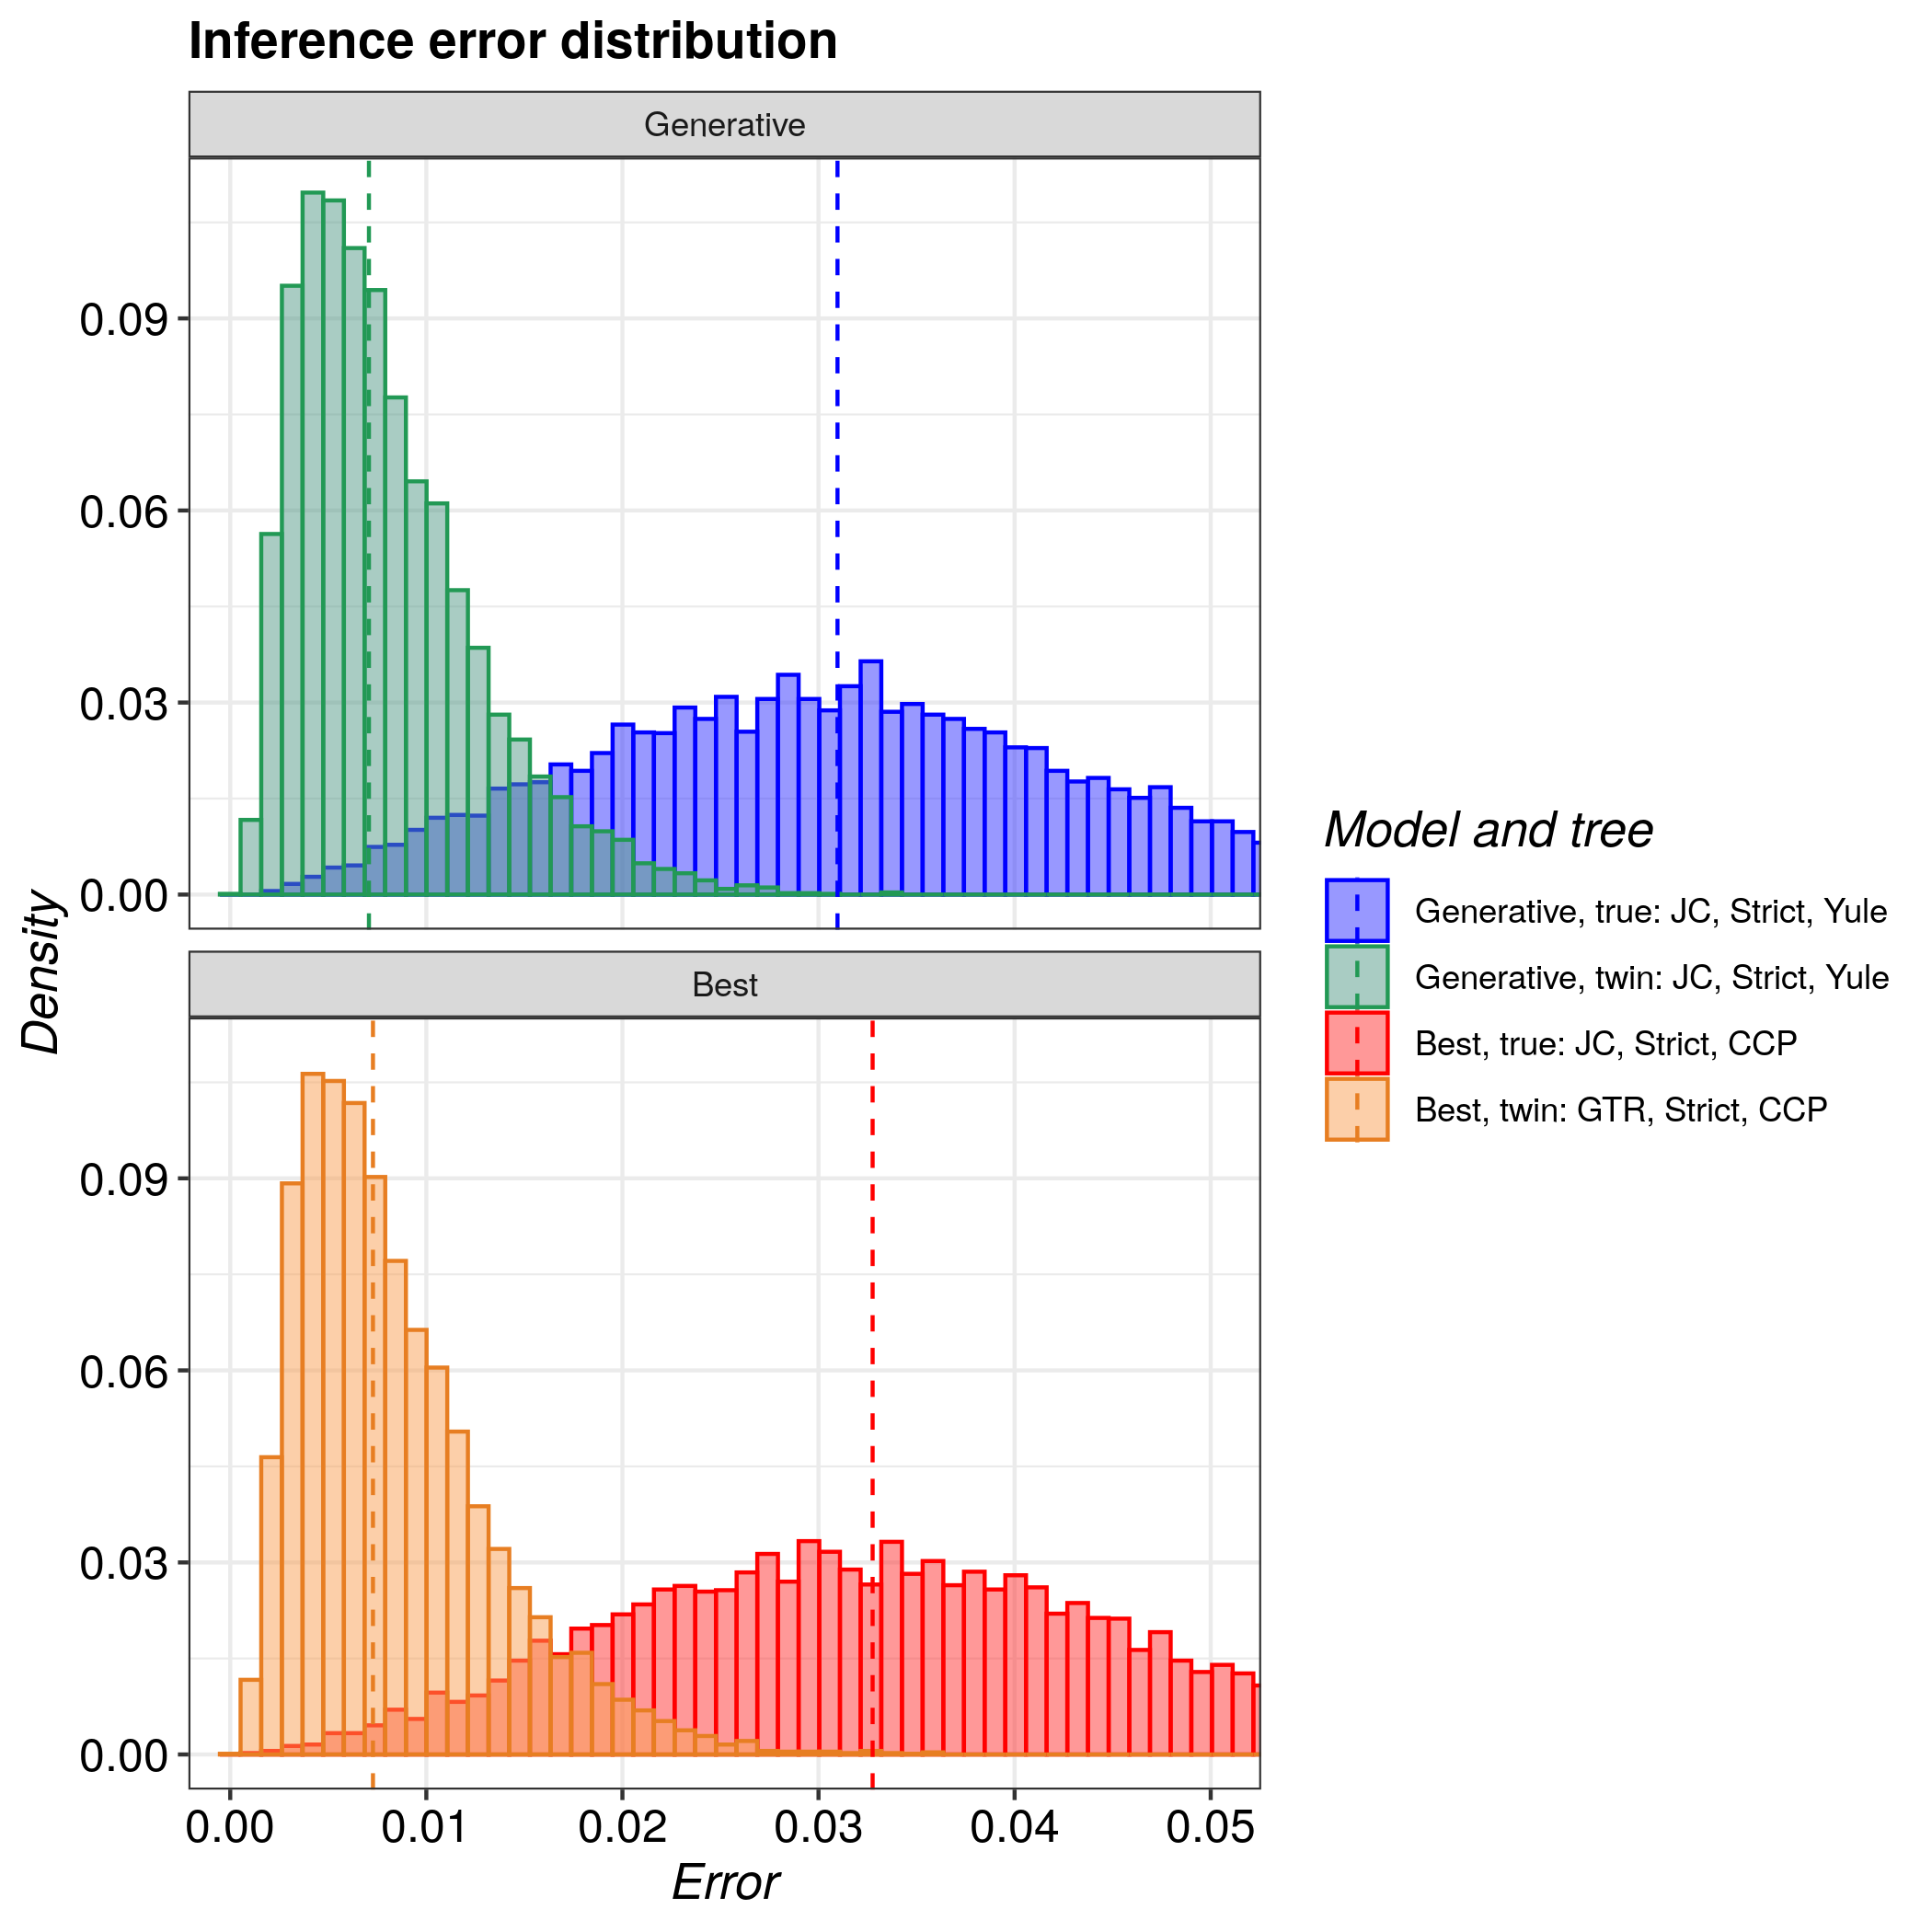 Inference error distribution
Generative
0.09
0.06
0.03
0.00
Best
0.09
0.06
0.03
0.00
0.00 0.01 0.02 0.03 0.04 0.05
Error
Density
Model and tree
Generative, true: JC, Strict, Yule
Generative, twin: JC, Strict, Yule
Best, true: JC, Strict, CCP
Best, twin: GTR, Strict, CCP